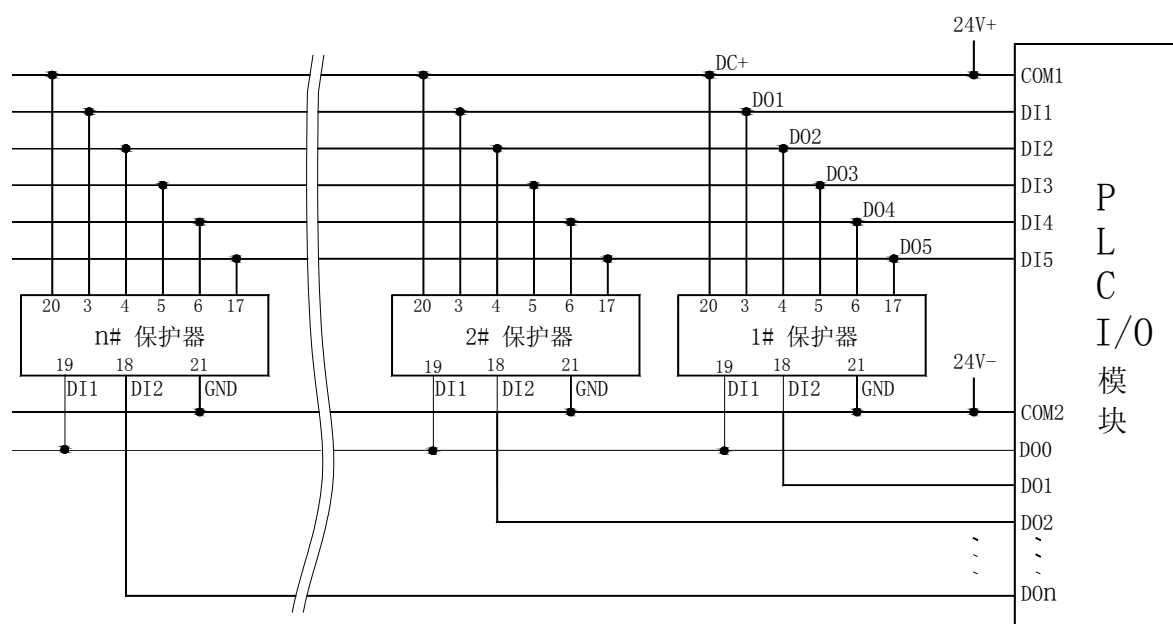 24V+
DC+
COM1
DO1
DI1
DO2
DI2
DO3
DI3
DO4
DI4
DO5
DI5
20 3 4 5 6 17
20 3 4 5 6 17
20 3 4 5 6 17
n# 保护器
2# 保护器
1# 保护器
19 18 21
19 18 21
19 18 21
DI1 DI2 GND
DI1 DI2 GND
DI1 DI2 GND
24V-
COM2
DO0
DO1
DO2
DOn
P
L
C
I/O
模
块